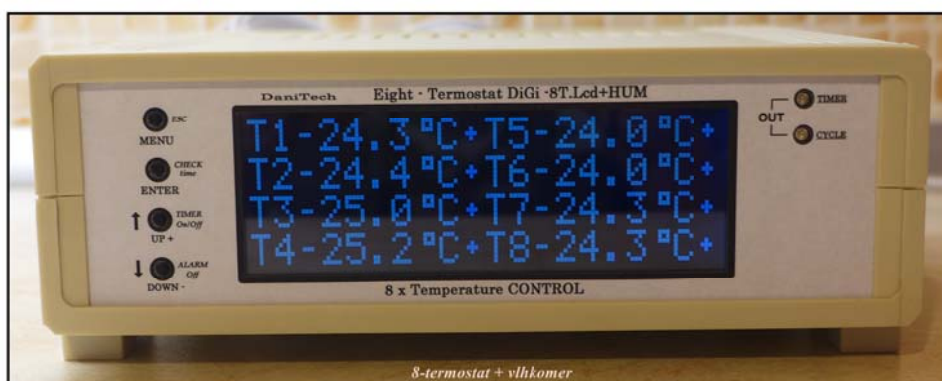 DaniTech Eight - Termostat DiGi -8T.Lcd+HUM
ESC
MENU
CHECK
time
ENTER
↑ TIMER
On/Off
UP +
↓ ALARM
Off
DOWN -
T1-24.3°C+T5-24.0°C+
T2-24.4°C+T6-24.0°C+
T3-25.0°C+T7-24.3°C+
T4-25.2°C+T8-24.3°C+
8 x Temperature CONTROL
OUT
TIMER
CYCLE
8-termostat + vlhkomer